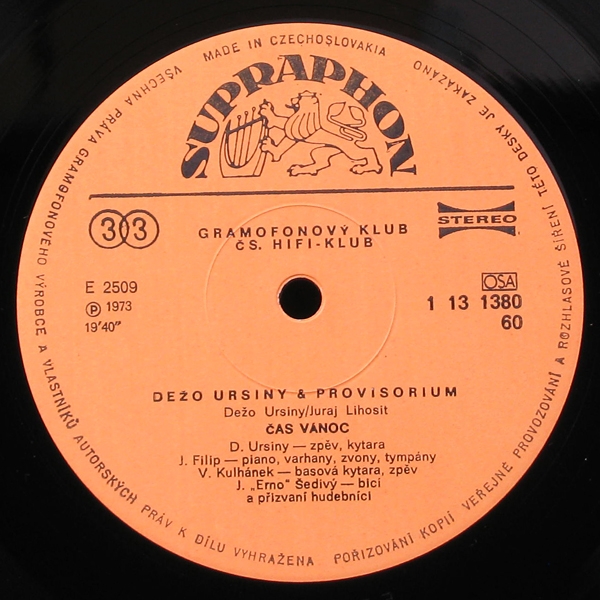 VŠECHNA PRÁVA GRAMOFONOVÉHO VÝROBCE A VLASTNÍKŮ AUTORSKÝCH PRÁV K DÍLU VYHRAŽENA
MADE IN CZECHOSLOVAKIA
POŘIZOVÁNÍ KOPIÍ VEŘEJNÉ PROVOZOVÁNÍ A ROZHLASOVÉ ŠÍŘENÍ TÉTO DESKY JE ZAKÁZÁNO
SUPRAPHON
33
GRAMOFONOVÝ KLUB
ČS. HIFI-KLUB
STEREO
E 2509
Ⓟ 1973
19'40"
OSA
1 13 1380
60
DEŽO URSINY & PROVISORIUM
Dežo Ursiny/Juraj Lihosit
ČAS VÁNOC
D. Ursiny — zpěv, kytara
J. Filip — piano, varhany, zvony, tympány
V. Kulhánek — basová kytara, zpěv
J. „Erno" Šedivý — bicí
a přizvaní hudebníci